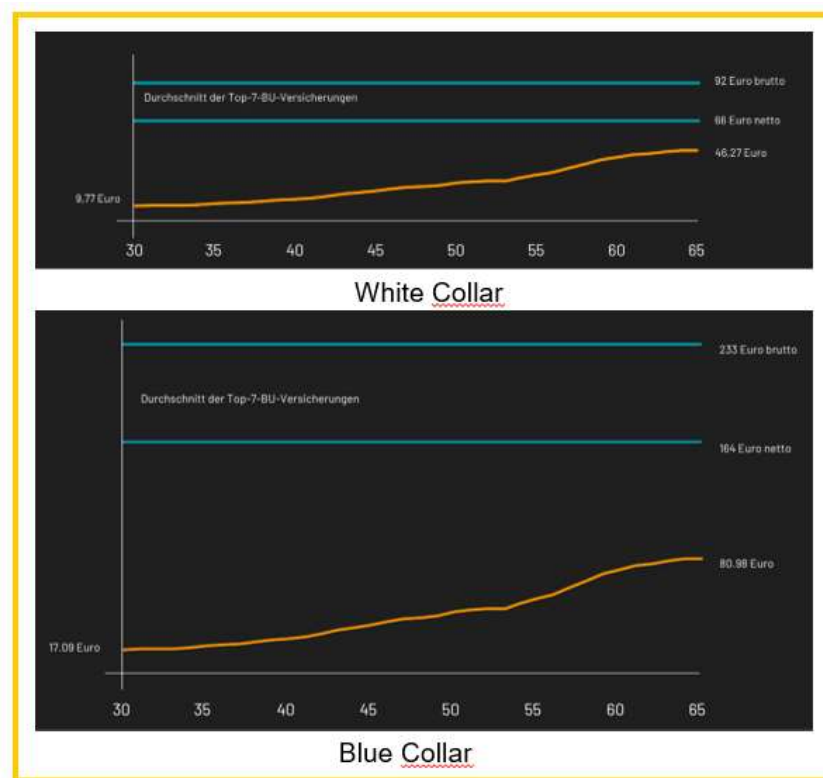 92 Euro brutto
Durchschnitt der Top-7-BU-Versicherungen
66 Euro netto
46,27 Euro
9,77 Euro
30 35 40 45 50 55 60 65
White Collar
233 Euro brutto
Durchschnitt der Top-7-BU-Versicherungen
164 Euro netto
80.98 Euro
17.09 Euro
30 35 40 45 50 55 60 65
Blue Collar